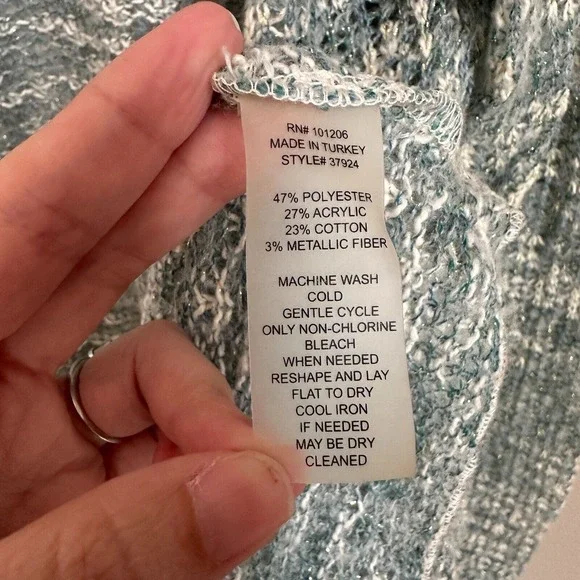 RN# 101206
MADE IN TURKEY
STYLE# 37924
47% POLYESTER
27% ACRYLIC
23% COTTON
3% METALLIC FIBER
MACHINE WASH
COLD
GENTLE CYCLE
ONLY NON-CHLORINE
BLEACH
WHEN NEEDED
RESHAPE AND LAY
FLAT TO DRY
COOL IRON
IF NEEDED
MAY BE DRY
CLEANED